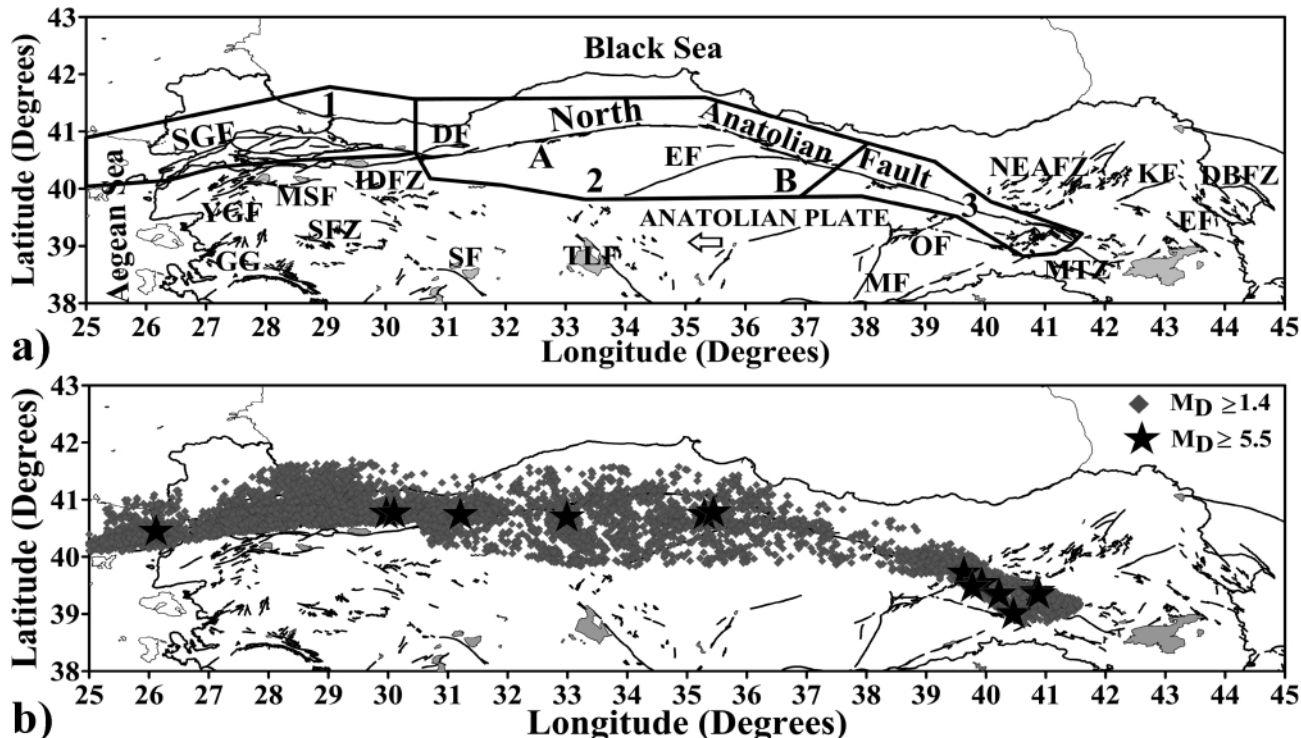 43
42
41
40
39
38
Latitude (Degrees)
Black Sea
1
North
Anatolian
Fault
SGF
DF
A
EF
2
B
3
NEAFZ
KF
DBFZ
EF
IDFZ
MSF
YGF
SFZ
GG
SF
TLF
ANATOLIAN PLATE
OF
MF
MTZ
Aegean Sea
25 26 27 28 29 30 31 32 33 34 35 36 37 38 39 40 41 42 43 44 45
a)
Longitude (Degrees)
43
42
41
40
39
38
Latitude (Degrees)
M_D ≥1.4
M_D ≥ 5.5
25 26 27 28 29 30 31 32 33 34 35 36 37 38 39 40 41 42 43 44 45
b)
Longitude (Degrees)